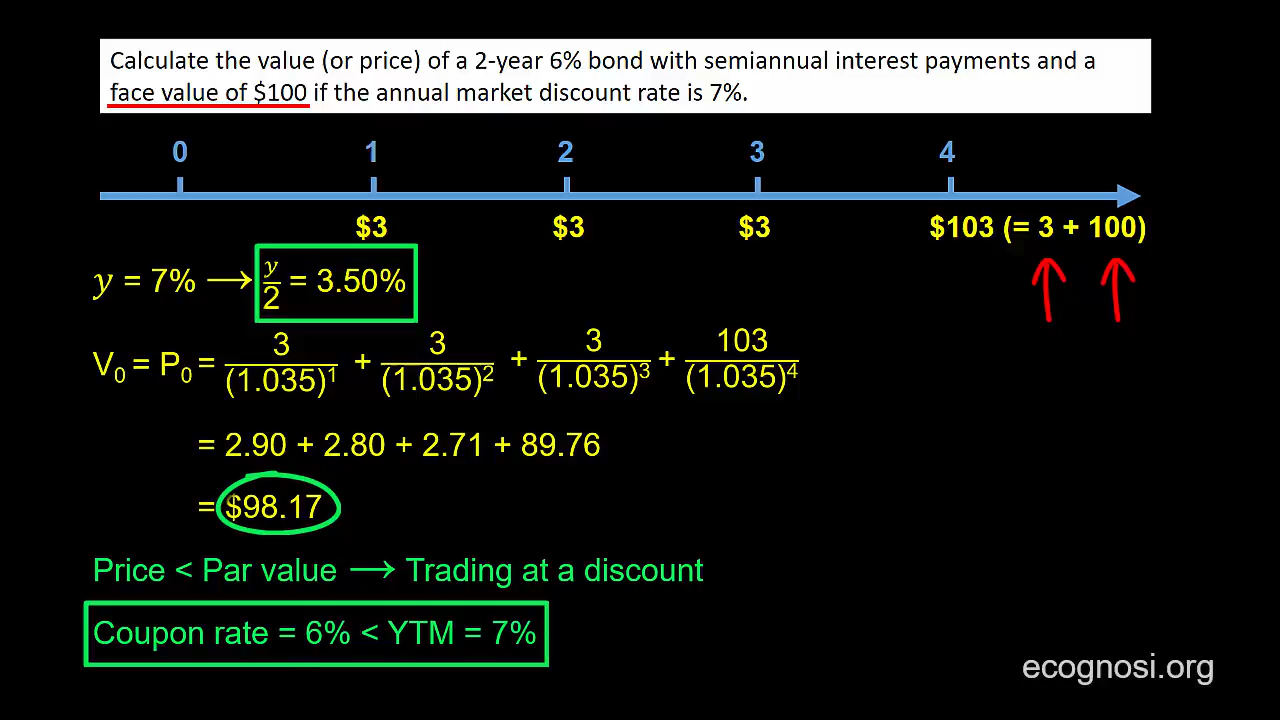 Calculate the value (or price) of a 2-year 6% bond with semiannual interest payments and a
face value of $100 if the annual market discount rate is 7%.
0 1 2 3 4
$3 $3 $3 $103 (= 3 + 100)
y = 7% → y/2 = 3.50%
V₀ = P₀ = 3/(1.035)¹ + 3/(1.035)² + 3/(1.035)³ + 103/(1.035)⁴
= 2.90 + 2.80 + 2.71 + 89.76
= $98.17
Price < Par value → Trading at a discount
Coupon rate = 6% < YTM = 7%
ecognosi.org